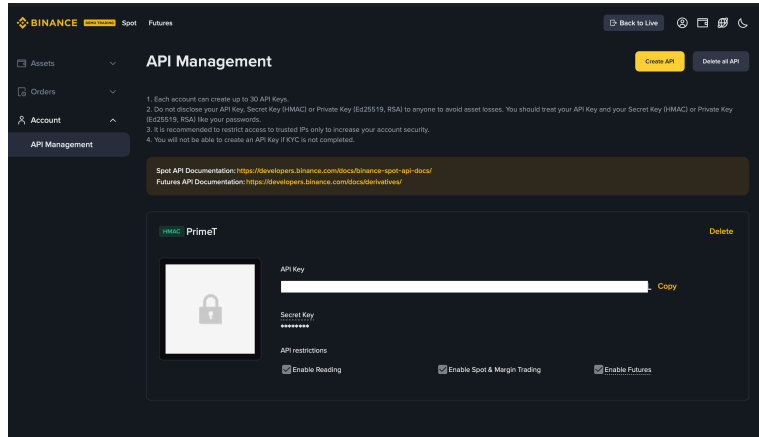 BINANCE DEMO TRADING Spot Futures Back to Live
Assets
Orders
Account
API Management
API Management
Create API
Delete all API
1. Each account can create up to 30 API Keys.
2. Do not disclose your API Key, Secret Key (HMAC) or Private Key (Ed25519, RSA) to anyone to avoid asset losses. You should treat your API Key and your Secret Key (HMAC) or Private Key
(Ed25519, RSA) like your passwords.
3. It is recommended to restrict access to trusted IPs only to increase your account security.
4. You will not be able to create an API Key if KYC is not completed.
Spot API Documentation: https://developers.binance.com/docs/binance-spot-api-docs/
Futures API Documentation: https://developers.binance.com/docs/derivatives/
HMAC PrimeT
Delete
API Key
Copy
Secret Key
********
API restrictions
Enable Reading
Enable Spot & Margin Trading
Enable Futures